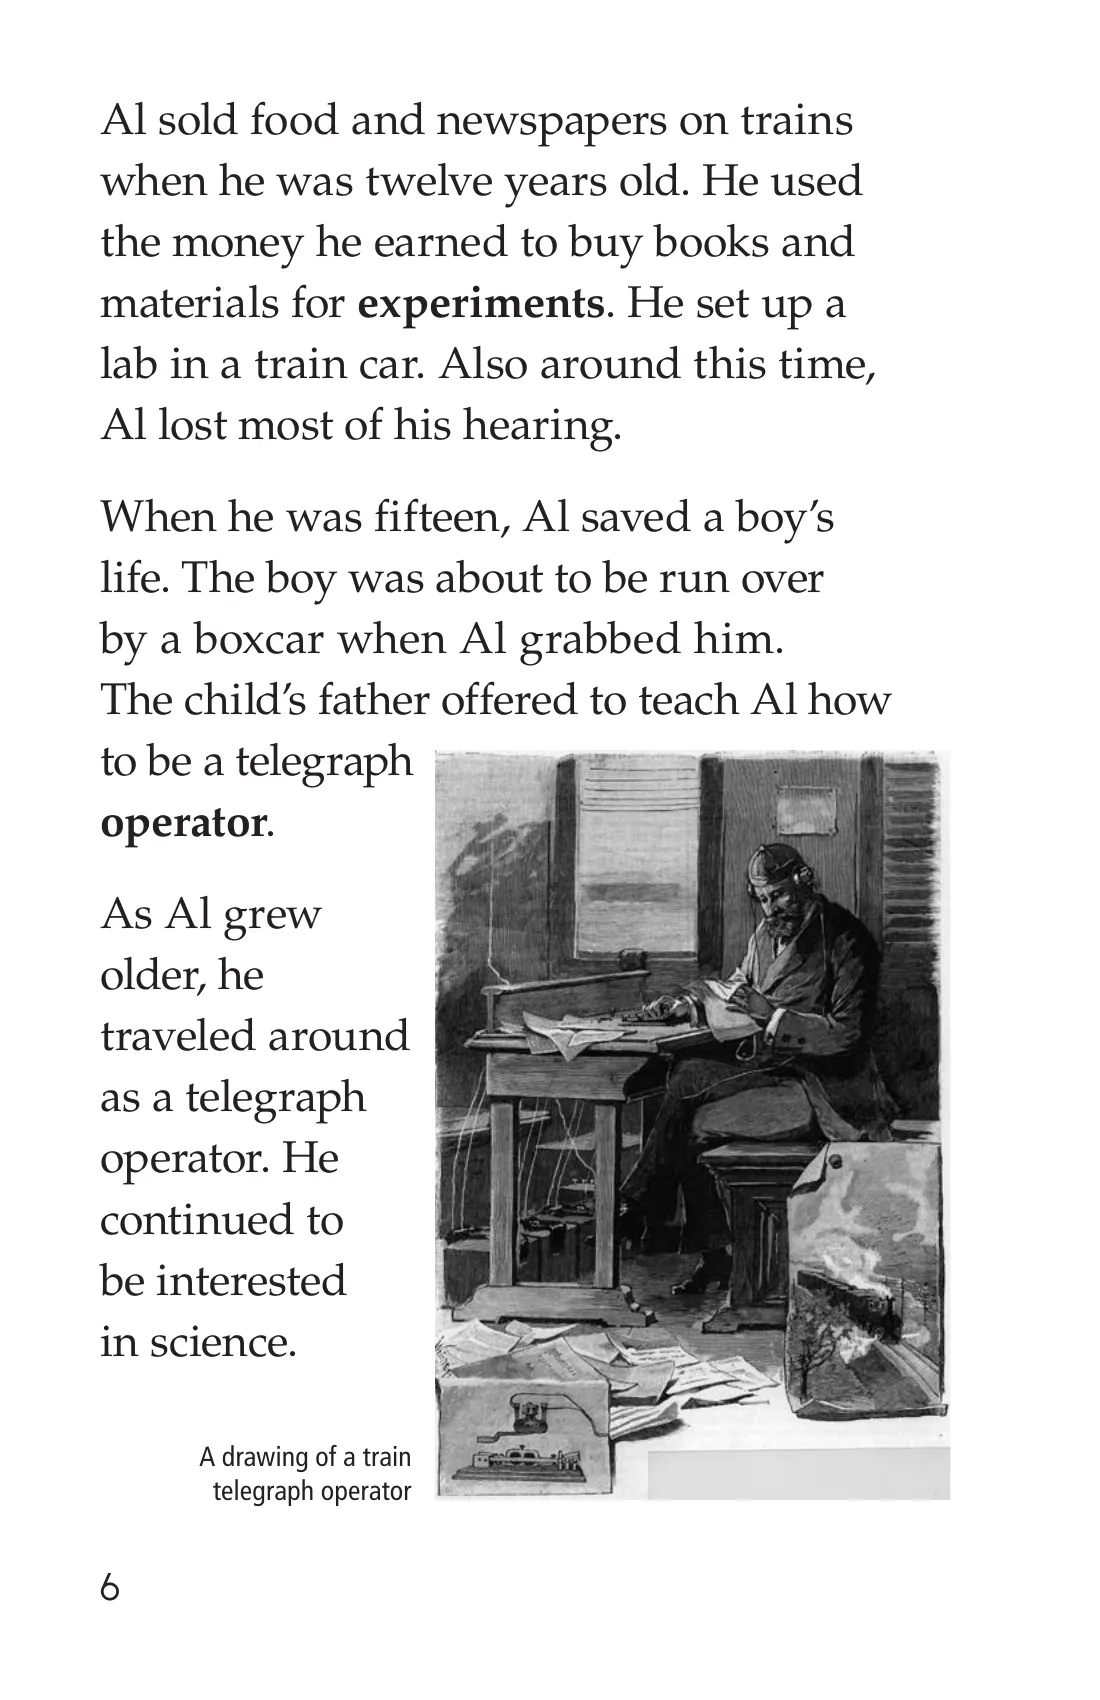 Al sold food and newspapers on trains
when he was twelve years old. He used
the money he earned to buy books and
materials for experiments. He set up a
lab in a train car. Also around this time,
Al lost most of his hearing.
When he was fifteen, Al saved a boy’s
life. The boy was about to be run over
by a boxcar when Al grabbed him.
The child’s father offered to teach Al how
to be a telegraph
operator.
As Al grew
older, he
traveled around
as a telegraph
operator. He
continued to
be interested
in science.
A drawing of a train
telegraph operator
6